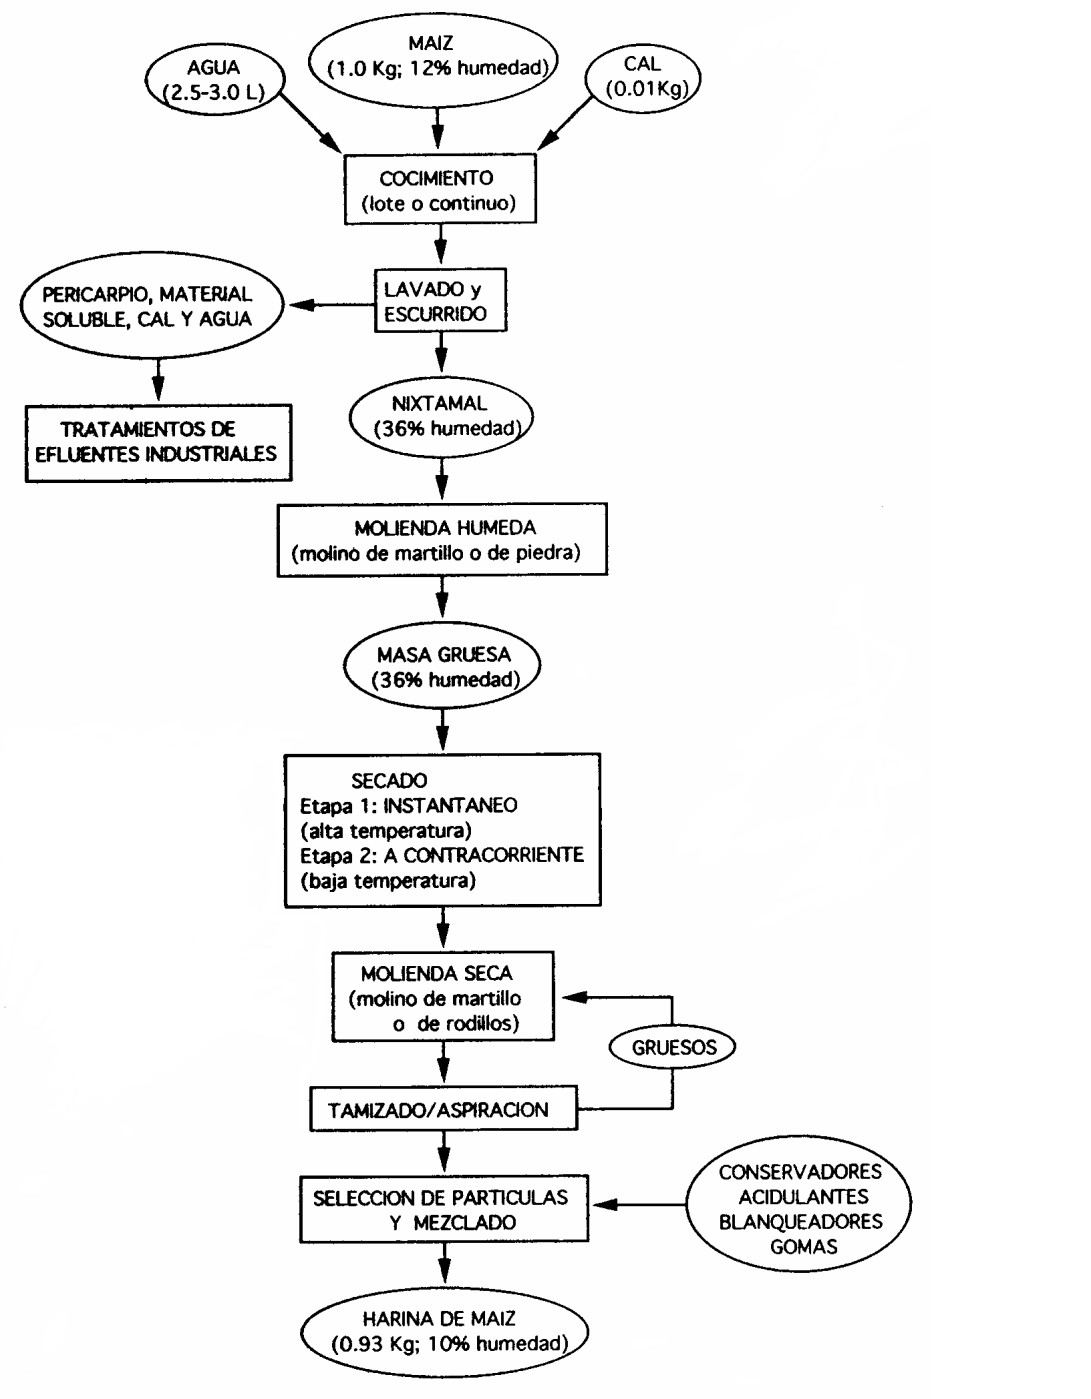 MAIZ
(1.0 Kg; 12% humedad)
AGUA
(2.5-3.0 L)
CAL
(0.01Kg)
COCIMIENTO
(lote o continuo)
LAVADO y
ESCURRIDO
PERICARPIO, MATERIAL
SOLUBLE, CAL Y AGUA
TRATAMIENTOS DE
EFLUENTES INDUSTRIALES
NIXTAMAL
(36% humedad)
MOLIENDA HUMEDA
(molino de martillo o de piedra)
MASA GRUESA
(36% humedad)
SECADO
Etapa 1: INSTANTANEO
(alta temperatura)
Etapa 2: A CONTRACORRIENTE
(baja temperatura)
MOLIENDA SECA
(molino de martillo
o de rodillos)
GRUESOS
TAMIZADO/ASPIRACION
SELECCION DE PARTICULAS
Y MEZCLADO
CONSERVADORES
ACIDULANTES
BLANQUEADORES
GOMAS
HARINA DE MAIZ
(0.93 Kg; 10% humedad)